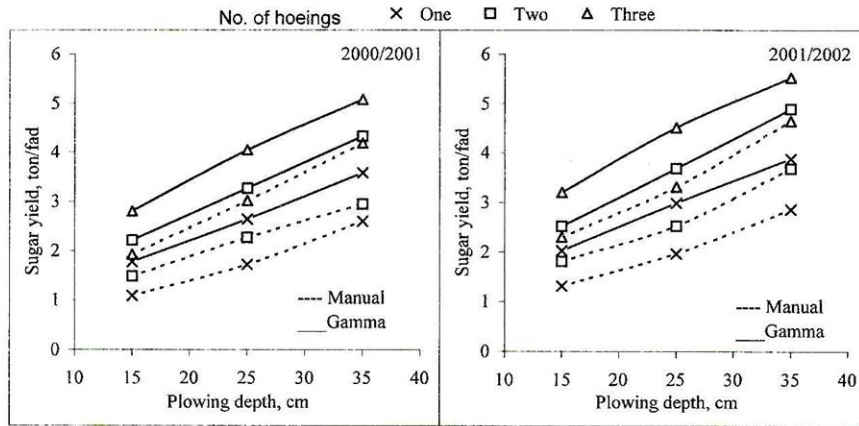 No. of hoeings × One □ Two △ Three
2000/2001
Sugar yield, ton/fad
6
5
4
3
2
1
0
Manual
Gamma
10 15 20 25 30 35 40
Plowing depth, cm
2001/2002
Sugar yield, ton/fad
6
5
4
3
2
1
0
Manual
Gamma
10 15 20 25 30 35 40
Plowing depth, cm